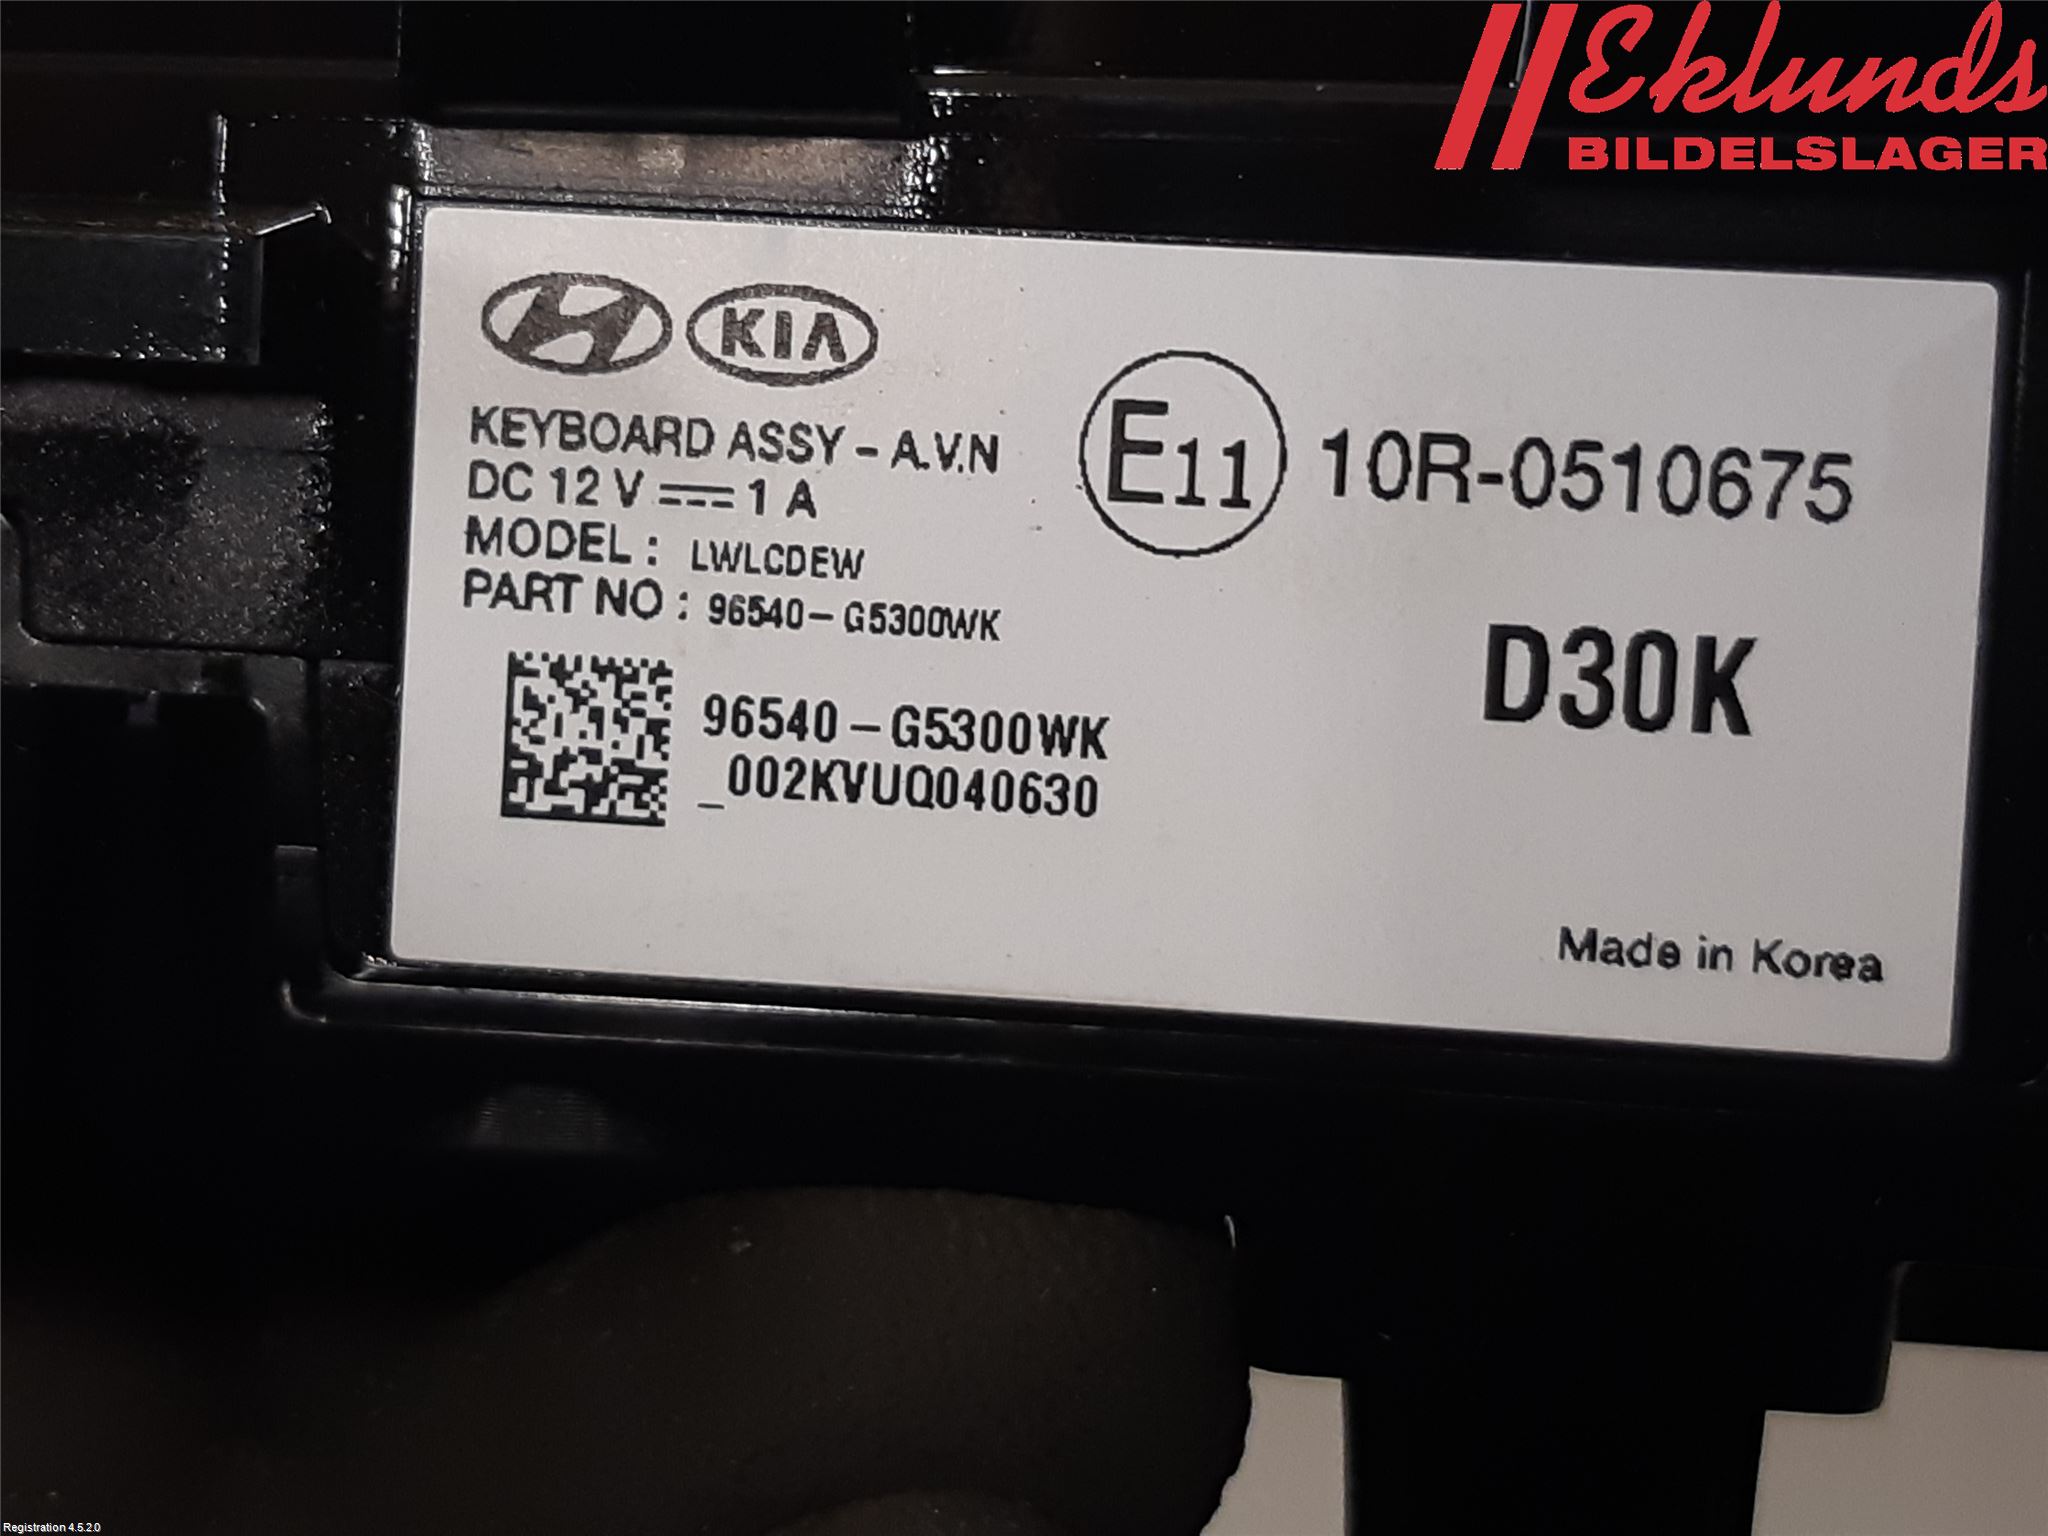 Eklunds
BILDELSLAGER
KIA
KEYBOARD ASSY - A.V.N
DC 12 V ⎓ 1 A
MODEL : LWLCDEW
PART NO : 96540-G5300WK
E11 10R-0510675
D30K
96540-G5300WK
_002KVUQ040630
Made in Korea
Registration 4.5.2.0